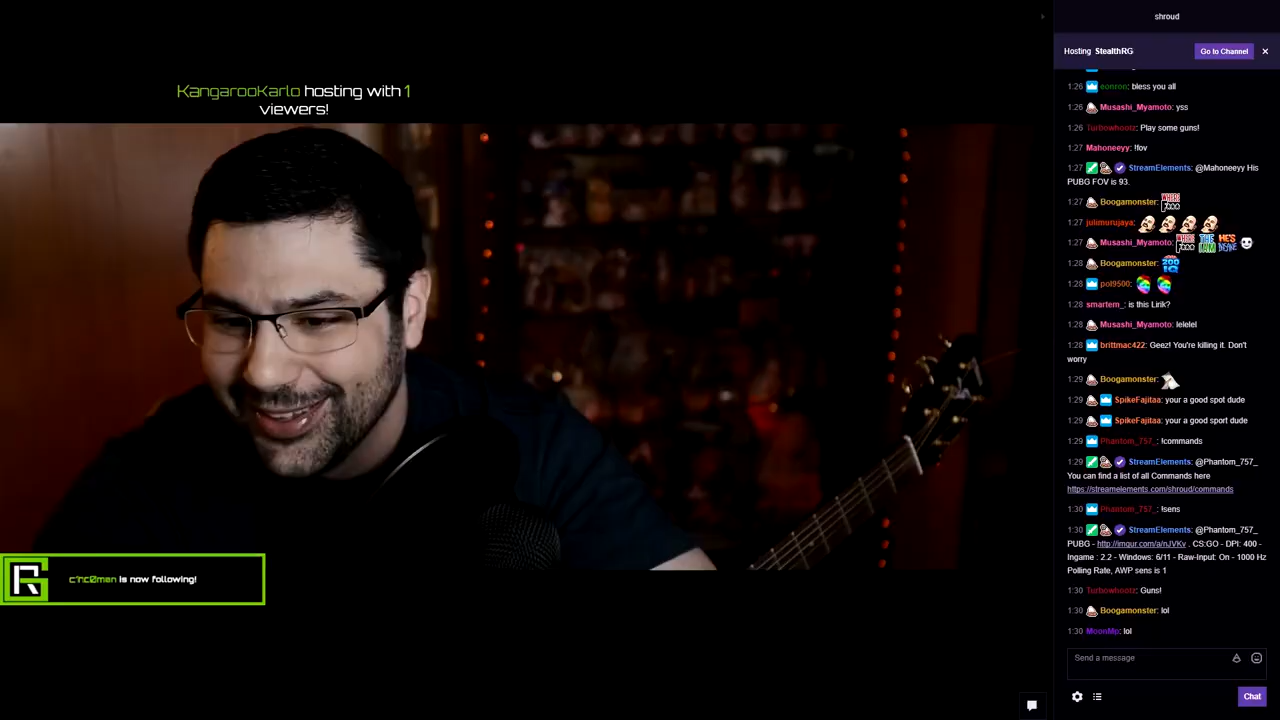 KangarooKarlo hosting with 1
viewers!
c1nc0man is now following!
shroud
Hosting StealthRG
Go to Channel
1:26 eonron: bless you all
1:26 Musashi_Myamoto: yss
1:26 Turbowhootz: Play some guns!
1:27 Mahoneeyy: !fov
1:27 StreamElements: @Mahoneeyy His
PUBG FOV is 93.
1:27 Boogamonster:
1:27 julimurujaya:
1:27 Musashi_Myamoto:
1:28 Boogamonster: 200 IQ
1:28 pol9500:
1:28 smartem_: is this Lirik?
1:28 Musashi_Myamoto: lelelel
1:28 brittmac422: Geez! You're killing it. Don't
worry
1:29 Boogamonster:
1:29 SpikeFajitaa: your a good spot dude
1:29 SpikeFajitaa: your a good sport dude
1:29 Phantom_757_: !commands
1:29 StreamElements: @Phantom_757_
You can find a list of all Commands here
https://streamelements.com/shroud/commands
1:30 Phantom_757_: !sens
1:30 StreamElements: @Phantom_757_
PUBG - http://imgur.com/a/nJVKv . CS:GO - DPI: 400 -
Ingame : 2.2 - Windows: 6/11 - Raw-Input: On - 1000 Hz
Polling Rate, AWP sens is 1
1:30 Turbowhootz: Guns!
1:30 Boogamonster: lol
1:30 MoonMp: lol
Send a message
Chat